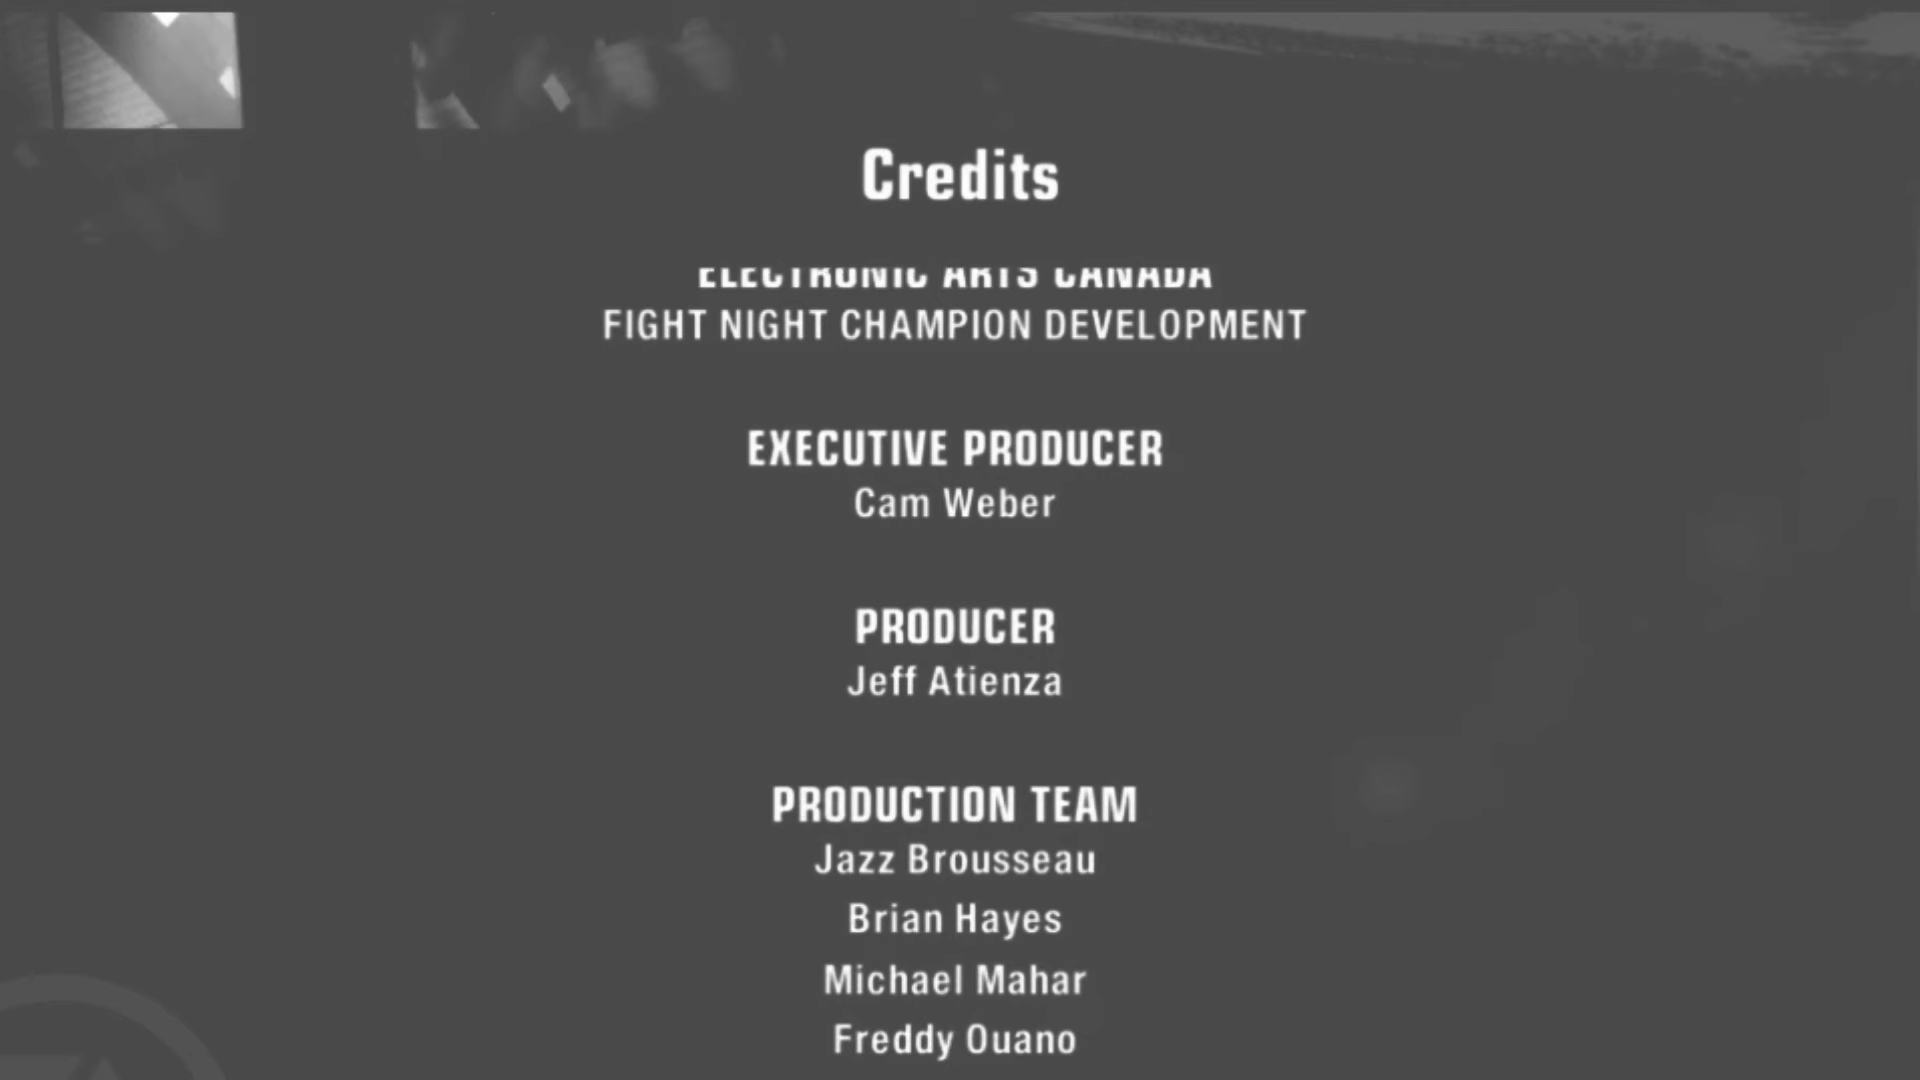 Credits
ELECTRONIC ARTS CANADA
FIGHT NIGHT CHAMPION DEVELOPMENT
EXECUTIVE PRODUCER
Cam Weber
PRODUCER
Jeff Atienza
PRODUCTION TEAM
Jazz Brousseau
Brian Hayes
Michael Mahar
Freddy Ouano